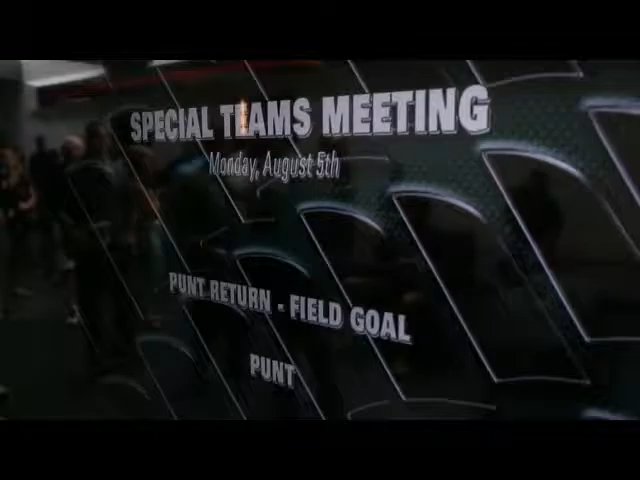 SPECIAL TEAMS MEETING
Monday, August 5th
PUNT RETURN - FIELD GOAL
PUNT